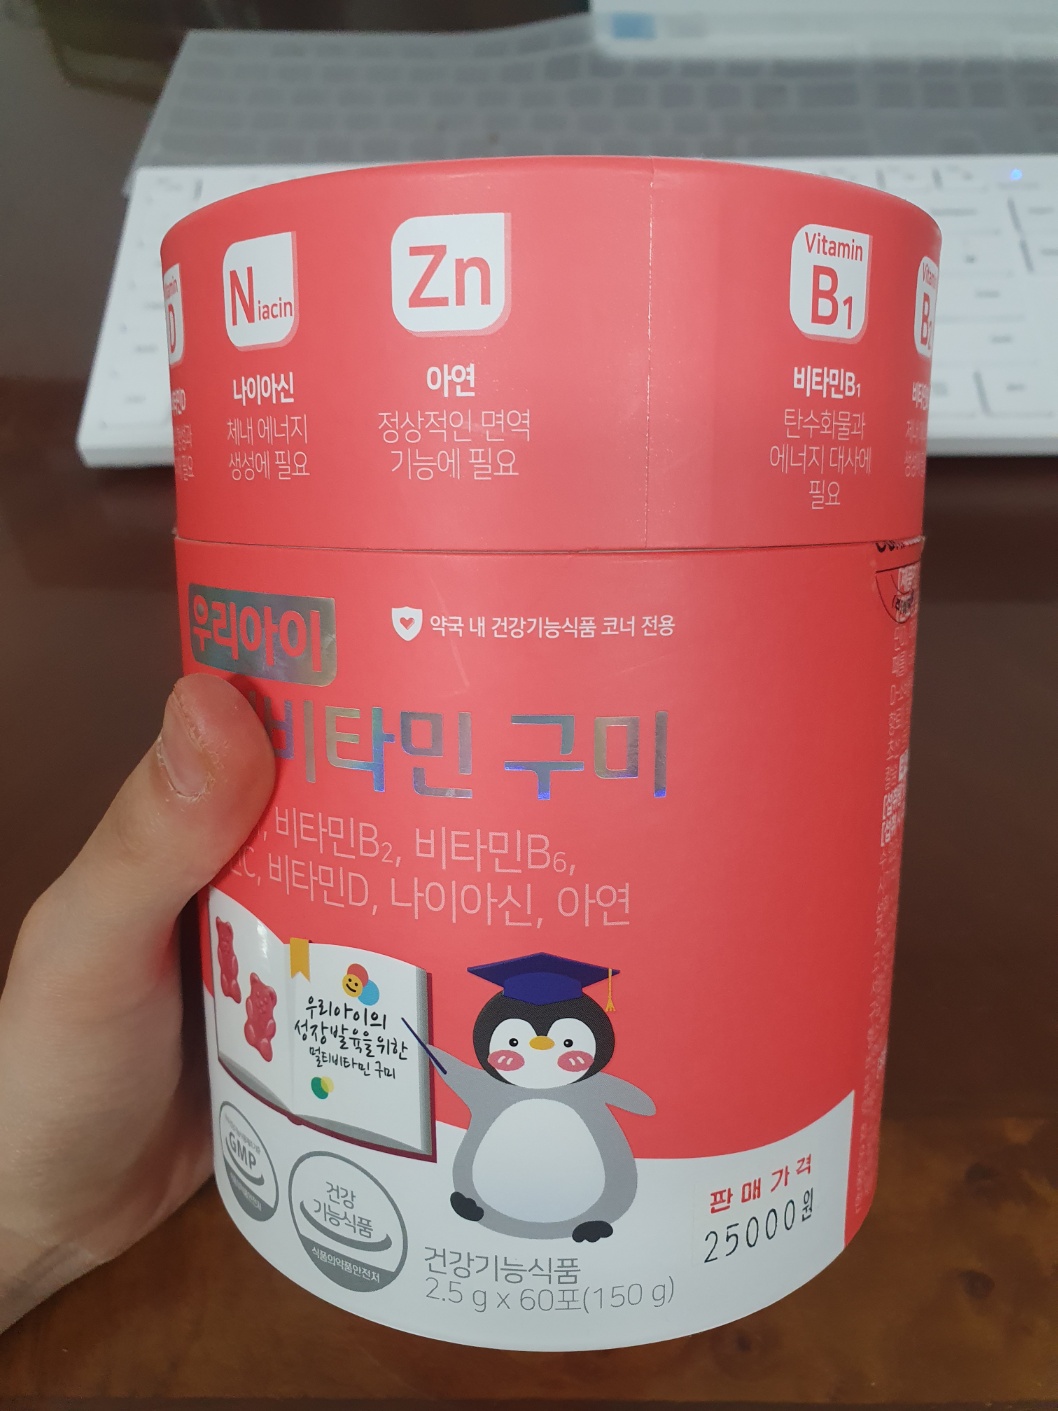 Niacin
나이아신
체내 에너지
생성에 필요
Zn
아연
정상적인 면역
기능에 필요
Vitamin
B1
비타민B1
탄수화물과
에너지 대사에
필요
우리아이
약국 내 건강기능식품 코너 전용
비타민 구미
비타민B2, 비타민B6,
C, 비타민D, 나이아신, 아연
우리아이의
성장발육을위한
멀티비타민 구미
GMP
건강
기능식품
식품의약품안전처
건강기능식품
2.5 g x 60포(150 g)
판매가격
25000원